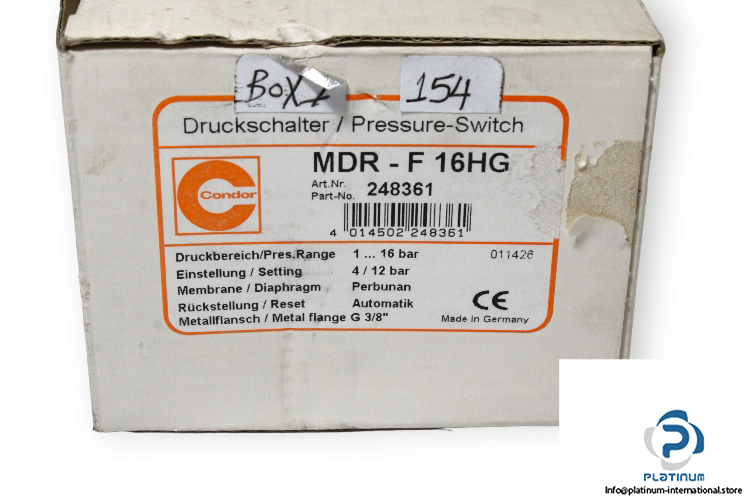 BOX1
154
Druckschalter / Pressure-Switch
MDR - F 16HG
Condor
Art.Nr.
Part-No. 248361
4 014502 248361
Druckbereich/Pres.Range 1 ... 16 bar 011426
Einstellung / Setting 4 / 12 bar
Membrane / Diaphragm Perbunan
Rückstellung / Reset Automatik
CE
Metallflansch / Metal flange G 3/8"
Made in Germany
PLATINUM
Info@platinum-international.store